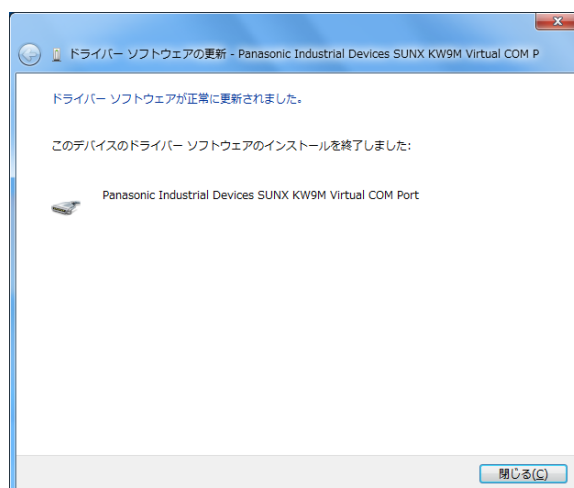 ドライバー ソフトウェアの更新 - Panasonic Industrial Devices SUNX KW9M Virtual COM P
ドライバー ソフトウェアが正常に更新されました。
このデバイスのドライバー ソフトウェアのインストールを終了しました:
Panasonic Industrial Devices SUNX KW9M Virtual COM Port
閉じる(C)